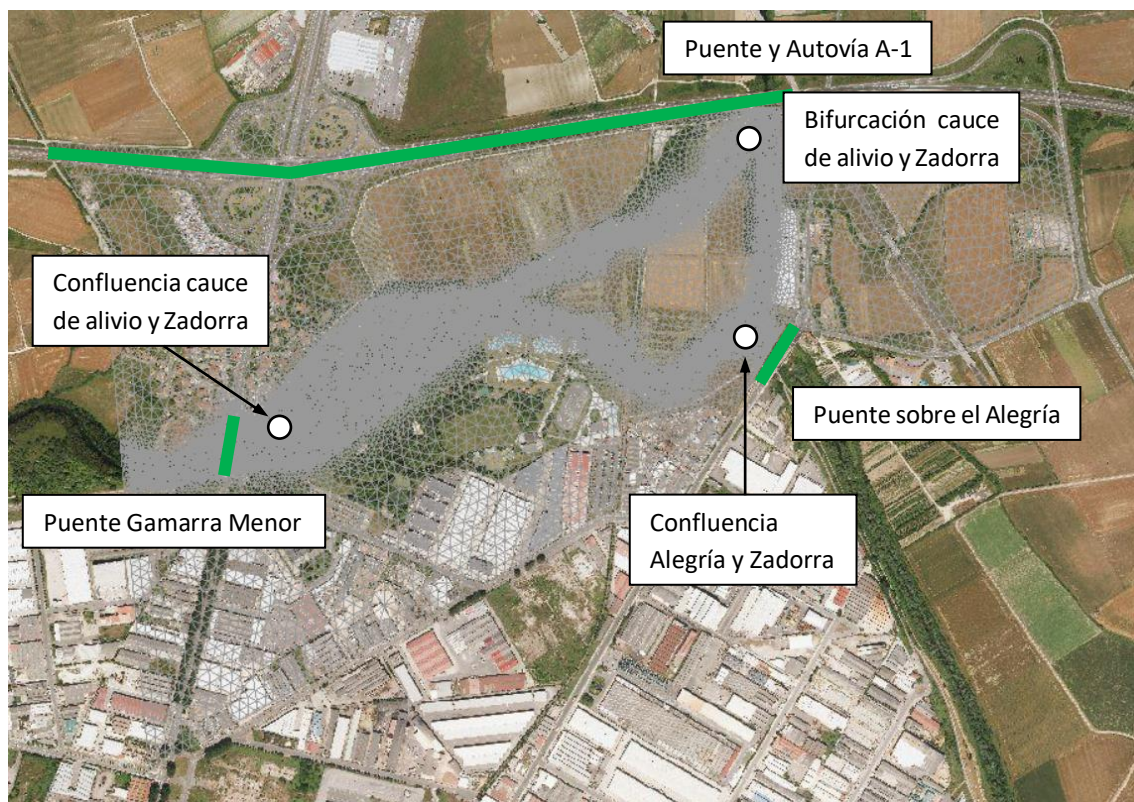 Puente y Autovía A-1
Bifurcación cauce
de alivio y Zadorra
Confluencia cauce
de alivio y Zadorra
Puente sobre el Alegría
Puente Gamarra Menor
Confluencia
Alegría y Zadorra